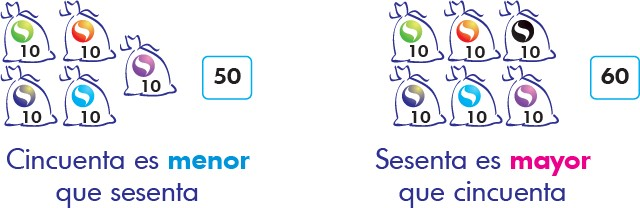 10 10 10
10 10
50
Cincuenta es menor
que sesenta
10 10 10
10 10 10
60
Sesenta es mayor
que cincuenta